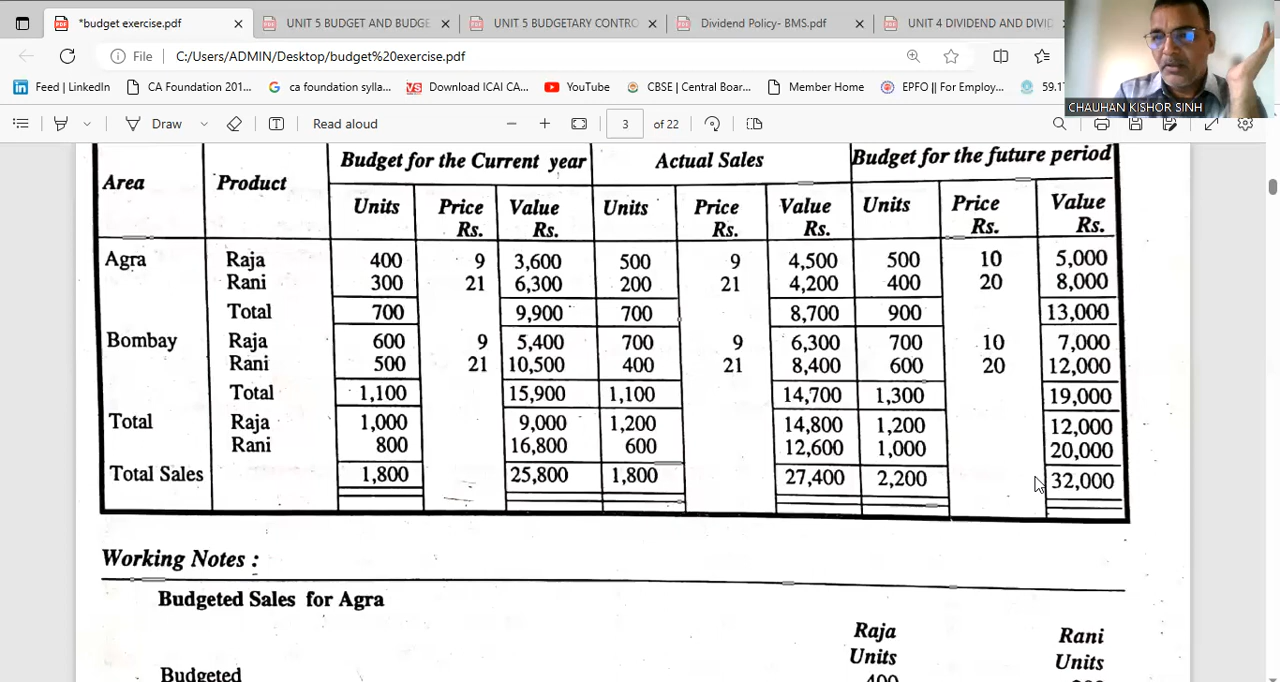 *budget exercise.pdf
UNIT 5 BUDGET AND BUDGE
UNIT 5 BUDGETARY CONTRO
Dividend Policy- BMS.pdf
UNIT 4 DIVIDEND AND DIVID
File C:/Users/ADMIN/Desktop/budget%20exercise.pdf
Feed | LinkedIn CA Foundation 201... ca foundation sylla... Download ICAI CA... YouTube CBSE | Central Boar... Member Home EPFO || For Employ... 59.1
CHAUHAN KISHOR SINH
Draw Read aloud 3 of 22
Area Product Budget for the Current year Actual Sales Budget for the future period
Units Price Rs. Value Rs. Units Price Rs. Value Rs. Units Price Rs. Value Rs.
Agra Raja 400 9 3,600 500 9 4,500 500 10 5,000
Rani 300 21 6,300 200 21 4,200 400 20 8,000
Total 700 9,900 700 8,700 900 13,000
Bombay Raja 600 9 5,400 700 9 6,300 700 10 7,000
Rani 500 21 10,500 400 21 8,400 600 20 12,000
Total 1,100 15,900 1,100 14,700 1,300 19,000
Total Raja 1,000 9,000 1,200 14,800 1,200 12,000
Rani 800 16,800 600 12,600 1,000 20,000
Total Sales 1,800 25,800 1,800 27,400 2,200 32,000
Working Notes :
Budgeted Sales for Agra
Raja Rani
Units Units
Budgeted 400